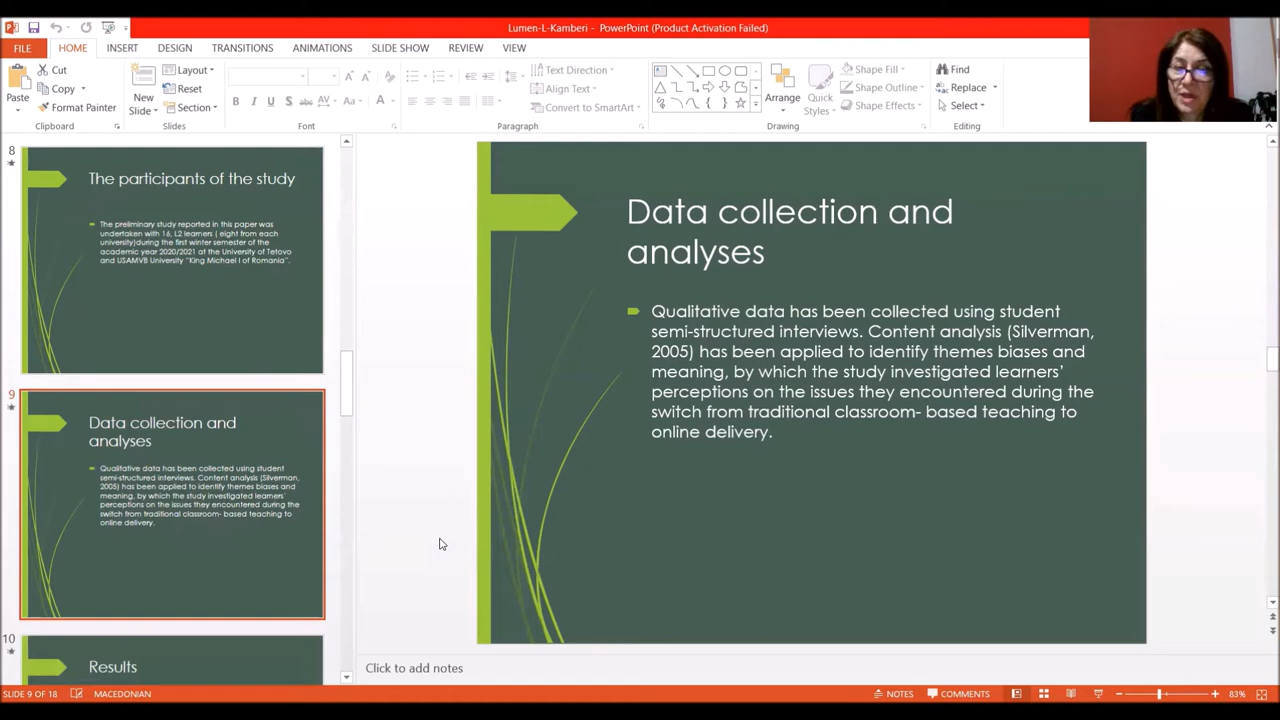 Lumen-L-Kamberi - PowerPoint (Product Activation Failed)
FILE HOME INSERT DESIGN TRANSITIONS ANIMATIONS SLIDE SHOW REVIEW VIEW
Paste
Cut
Copy
Format Painter
Clipboard
New
Slide
Layout
Reset
Section
Slides
B I U S abc AV Aa A
Font
Text Direction
Align Text
Convert to SmartArt
Paragraph
Arrange
Quick
Styles
Shape Fill
Shape Outline
Shape Effects
Drawing
Find
Replace
Select
Editing
8
The participants of the study
The preliminary study reported in this paper was
undertaken with 16, L2 learners ( eight from each
university)during the first winter semester of the
academic year 2020/2021 at the University of Tetovo
and USAMVB University "King Michael I of Romania".
9
Data collection and
analyses
Qualitative data has been collected using student
semi-structured interviews. Content analysis (Silverman,
2005) has been applied to identify themes biases and
meaning, by which the study investigated learners'
perceptions on the issues they encountered during the
switch from traditional classroom- based teaching to
online delivery.
10
Results
Data collection and
analyses
Qualitative data has been collected using student
semi-structured interviews. Content analysis (Silverman,
2005) has been applied to identify themes biases and
meaning, by which the study investigated learners'
perceptions on the issues they encountered during the
switch from traditional classroom- based teaching to
online delivery.
Click to add notes
SLIDE 9 OF 18 MACEDONIAN NOTES COMMENTS 83%